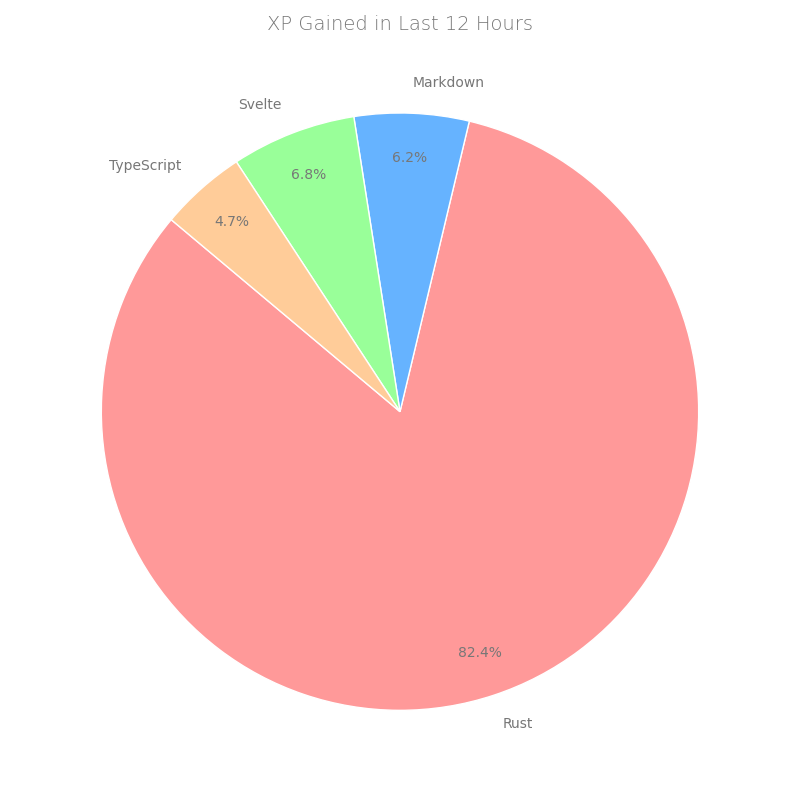 XP Gained in Last 12 Hours
Markdown
Svelte
TypeScript
6.2%
6.8%
4.7%
82.4%
Rust